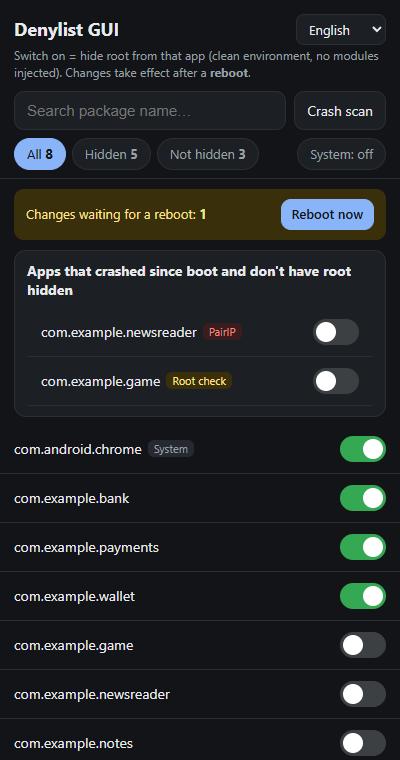 Denylist GUI
English
Switch on = hide root from that app (clean environment, no modules
injected). Changes take effect after a reboot.
Search package name...
Crash scan
All 8
Hidden 5
Not hidden 3
System: off
Changes waiting for a reboot: 1
Reboot now
Apps that crashed since boot and don't have root
hidden
com.example.newsreader PairIP
com.example.game Root check
com.android.chrome System
com.example.bank
com.example.payments
com.example.wallet
com.example.game
com.example.newsreader
com.example.notes